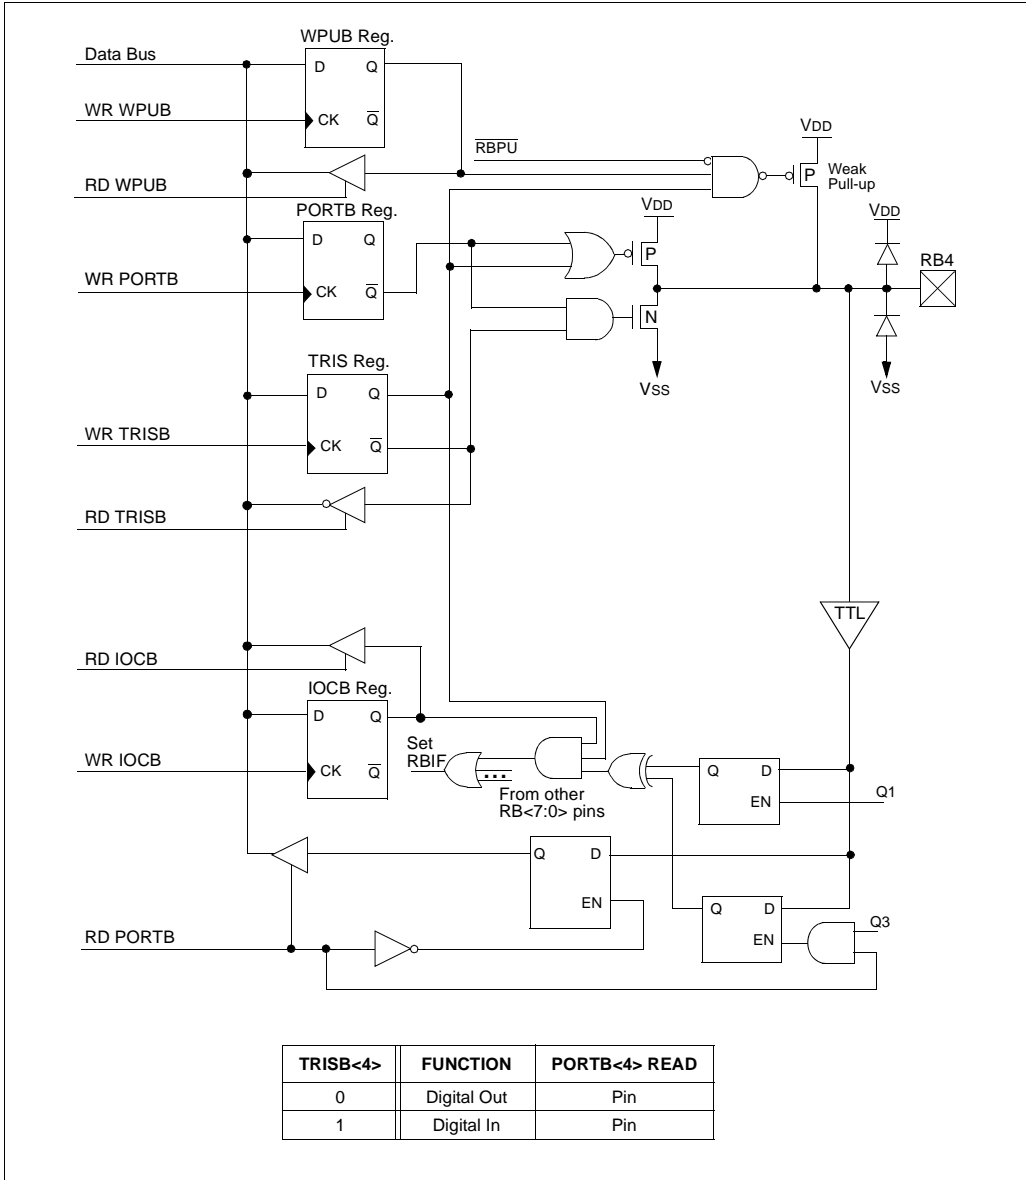 WPUB Reg.
Data Bus
D Q
WR WPUB
CK Q
RBPU
VDD
P
Weak
Pull-up
RD WPUB
PORTB Reg.
VDD
VDD
D Q
P
RB4
WR PORTB
CK Q
N
TRIS Reg.
VSS
VSS
D Q
WR TRISB
CK Q
RD TRISB
TTL
RD IOCB
IOCB Reg.
D Q
Set
RBIF
WR IOCB
CK Q
...
From other
RB<7:0> pins
Q D
EN
Q1
Q D
EN
Q D
EN
Q3
RD PORTB
TRISB<4> FUNCTION PORTB<4> READ
0 Digital Out Pin
1 Digital In Pin